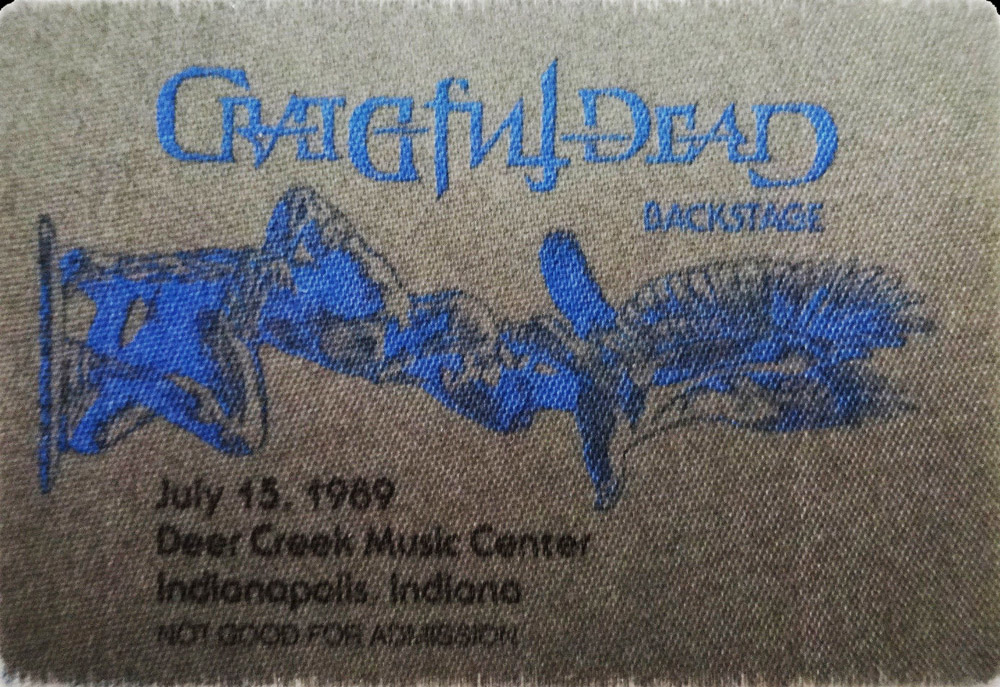 Grateful Dead
BACKSTAGE
July 15, 1989
Deer Creek Music Center
Indianapolis, Indiana
NOT GOOD FOR ADMISSION